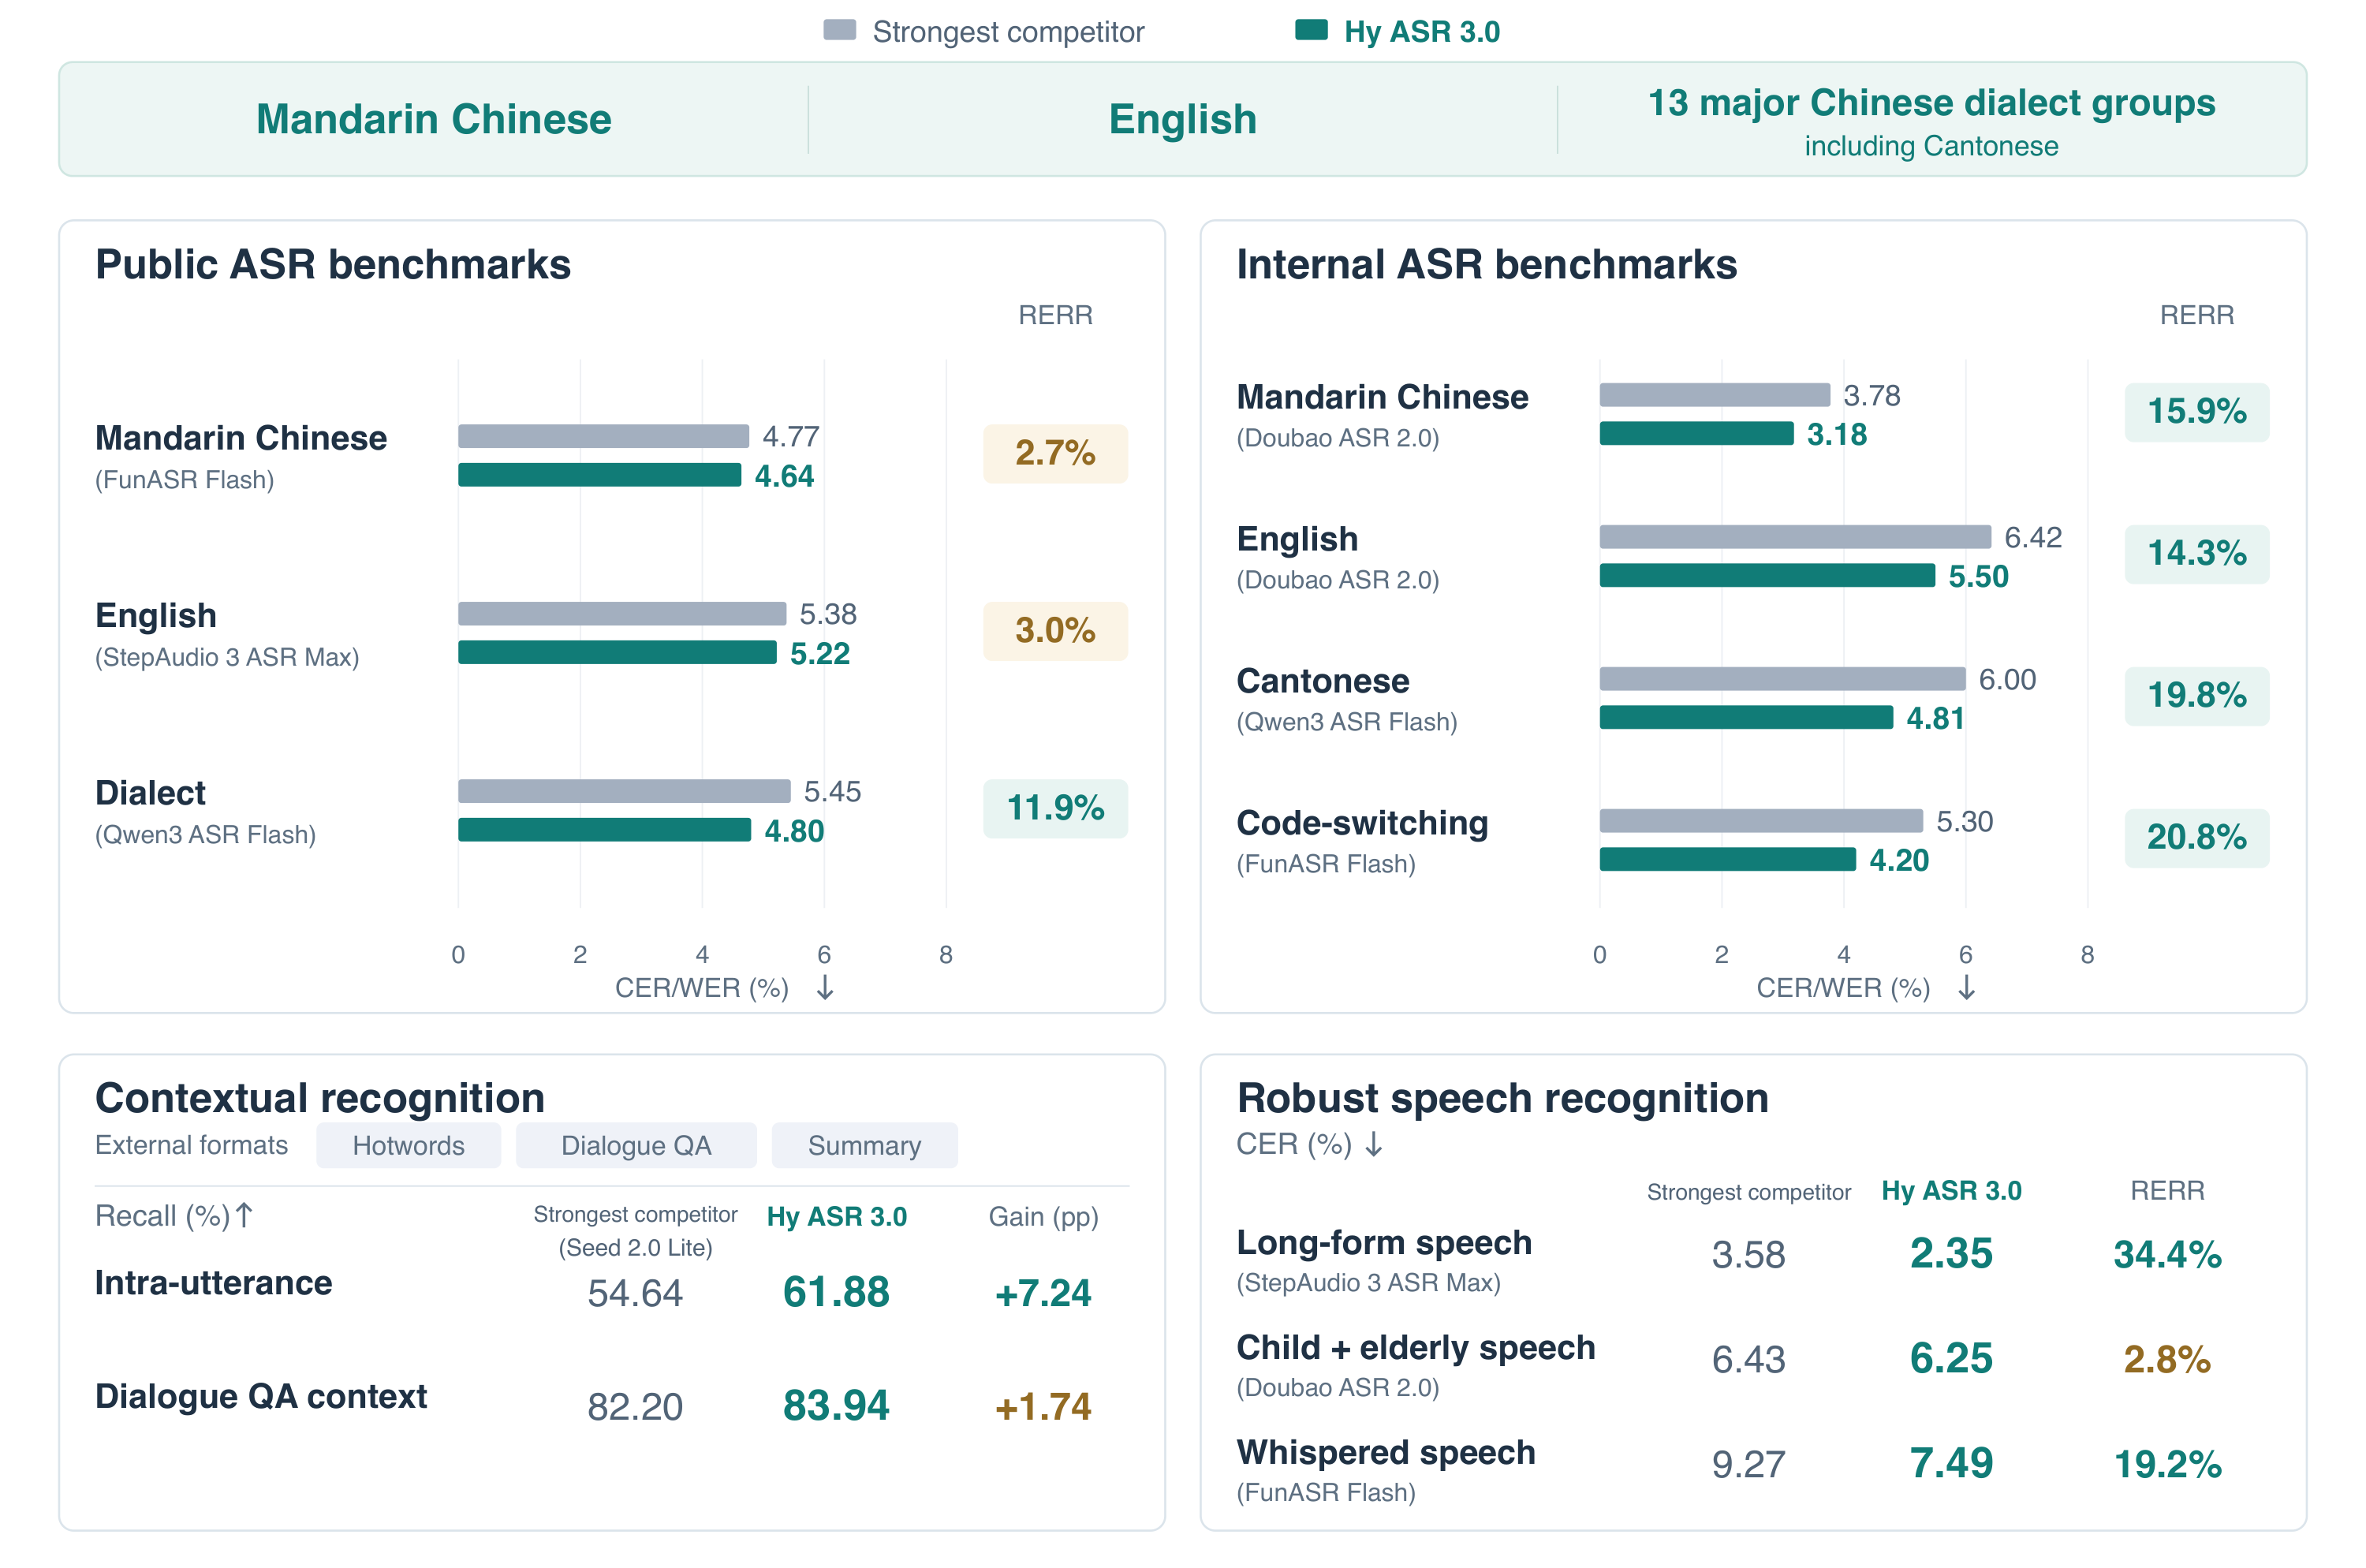 Strongest competitor
Hy ASR 3.0
Mandarin Chinese
English
13 major Chinese dialect groups
including Cantonese
Public ASR benchmarks
RERR
Mandarin Chinese
(FunASR Flash)
4.77
4.64
2.7%
English
(StepAudio 3 ASR Max)
5.38
5.22
3.0%
Dialect
(Qwen3 ASR Flash)
5.45
4.80
11.9%
0 2 4 6 8
CER/WER (%) ↓
Internal ASR benchmarks
RERR
Mandarin Chinese
(Doubao ASR 2.0)
3.78
3.18
15.9%
English
(Doubao ASR 2.0)
6.42
5.50
14.3%
Cantonese
(Qwen3 ASR Flash)
6.00
4.81
19.8%
Code-switching
(FunASR Flash)
5.30
4.20
20.8%
0 2 4 6 8
CER/WER (%) ↓
Contextual recognition
External formats Hotwords Dialogue QA Summary
Recall (%)↑ Strongest competitor Hy ASR 3.0 Gain (pp)
(Seed 2.0 Lite)
Intra-utterance 54.64 61.88 +7.24
Dialogue QA context 82.20 83.94 +1.74
Robust speech recognition
CER (%) ↓
Strongest competitor Hy ASR 3.0 RERR
Long-form speech 3.58 2.35 34.4%
(StepAudio 3 ASR Max)
Child + elderly speech 6.43 6.25 2.8%
(Doubao ASR 2.0)
Whispered speech 9.27 7.49 19.2%
(FunASR Flash)